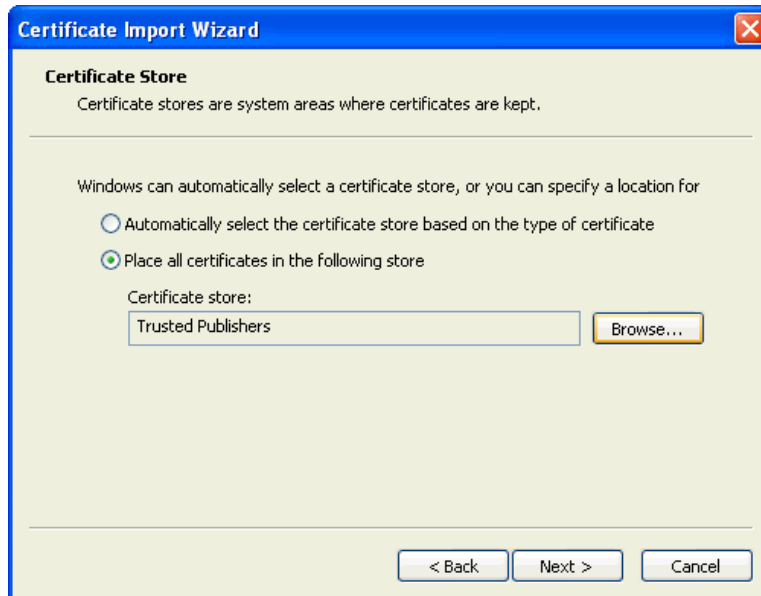 Certificate Import Wizard
Certificate Store
Certificate stores are system areas where certificates are kept.
Windows can automatically select a certificate store, or you can specify a location for
Automatically select the certificate store based on the type of certificate
Place all certificates in the following store
Certificate store:
Trusted Publishers
Browse...
< Back
Next >
Cancel